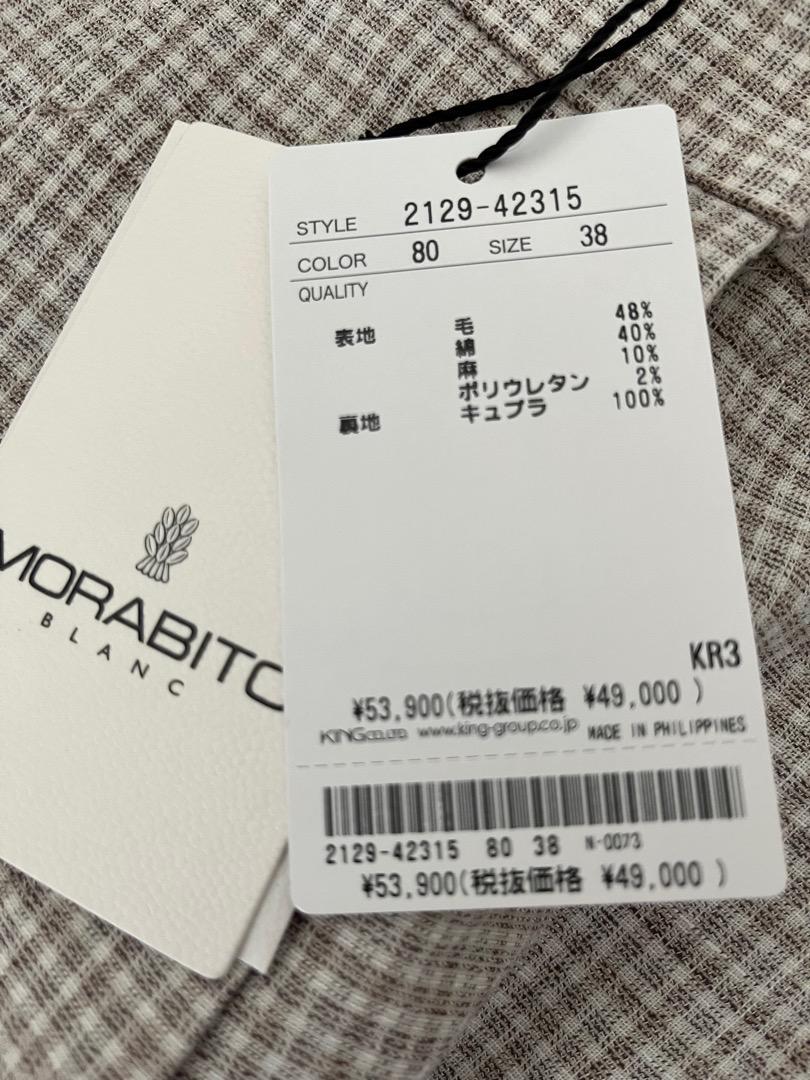 MORABITO
BLANC
STYLE 2129-42315
COLOR 80 SIZE 38
QUALITY
表地 毛 48%
綿 40%
麻 10%
ポリウレタン 2%
裏地 キュプラ 100%
KR3
¥53,900(税抜価格 ¥49,000 )
KING CO.,LTD. www.king-group.co.jp MADE IN PHILIPPINES
2129-42315 80 38 N-0073
¥53,900(税抜価格 ¥49,000 )